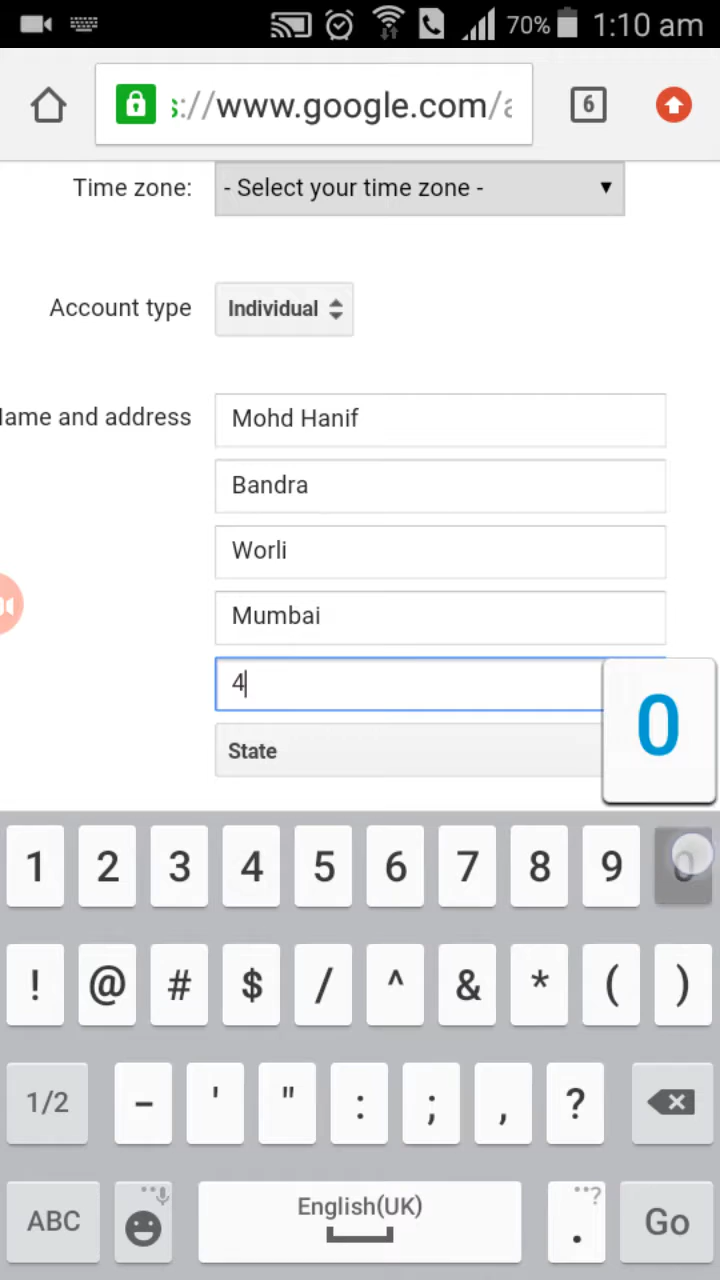 70% 1:10 am
s://www.google.com/a 6
Time zone: - Select your time zone -
Account type Individual
Name and address Mohd Hanif
Bandra
Worli
Mumbai
4
0
State
1 2 3 4 5 6 7 8 9 0
! @ # $ / ^ & * ( )
1/2 - ' " : ; , ?
ABC English(UK) . ? Go